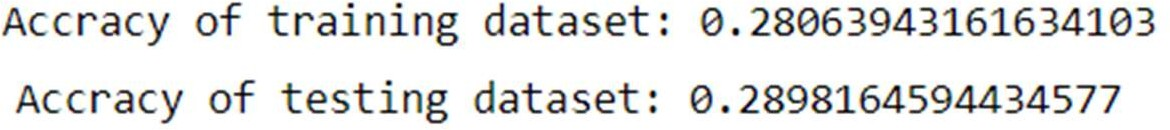 Accracy of training dataset: 0.28063943161634103
Accracy of testing dataset: 0.2898164594434577